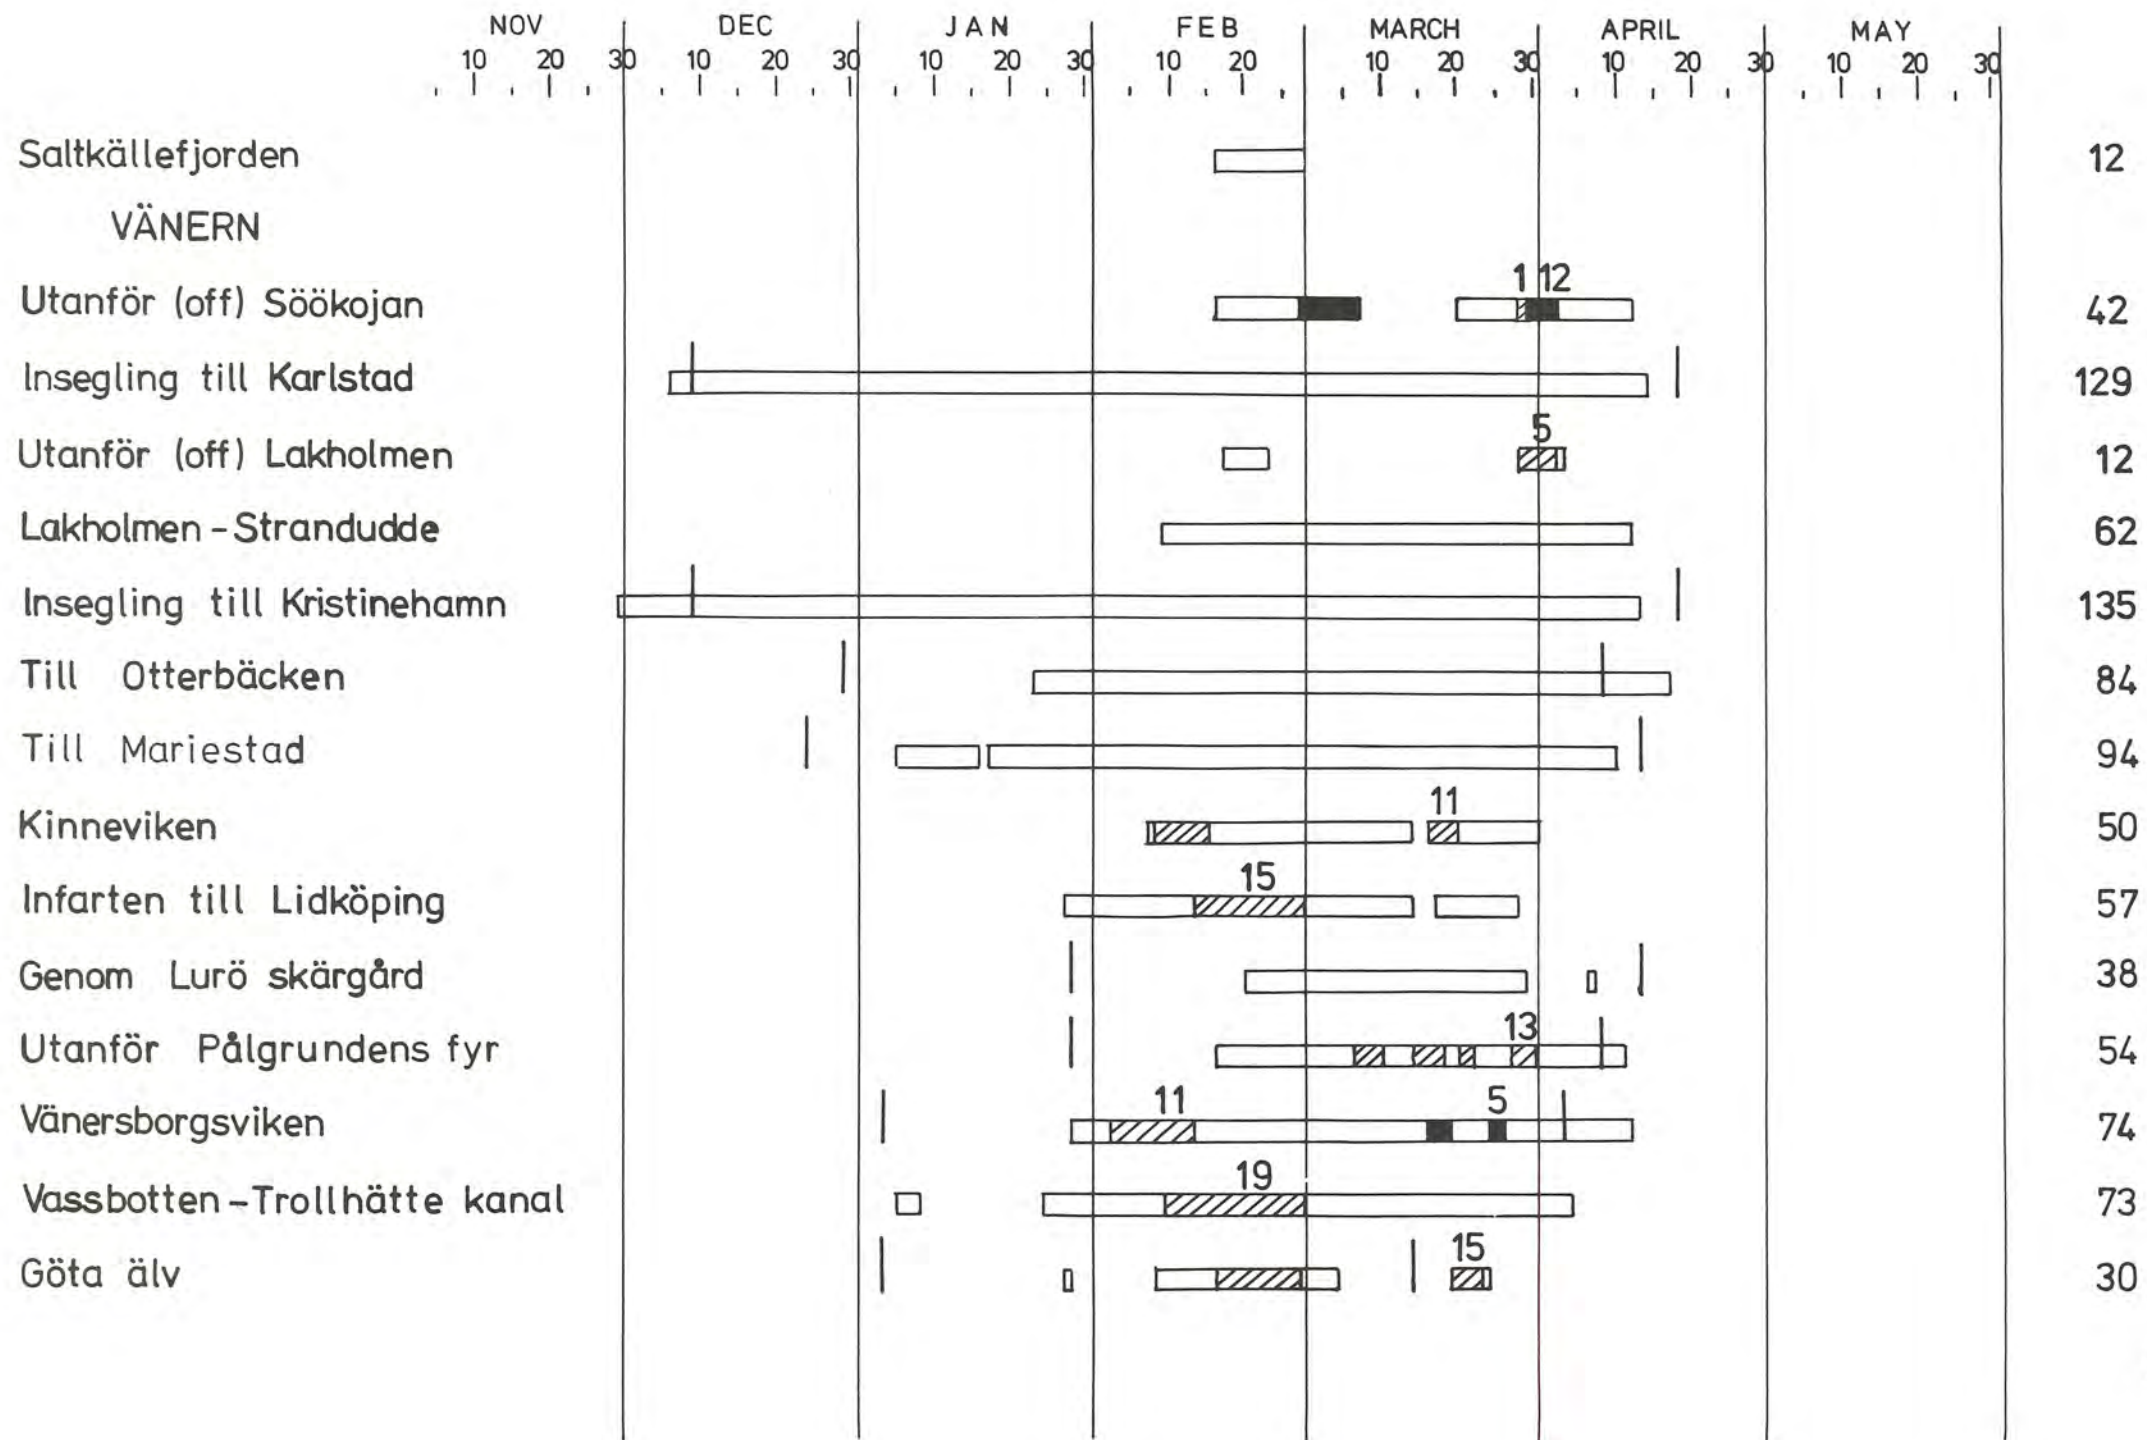 NOV DEC JAN FEB MARCH APRIL MAY
10 20 30 10 20 30 10 20 30 10 20 10 20 30 10 20 30 10 20 30
Saltkällefjorden 12
VÄNERN
1 12
Utanför (off) Söökojan 42
Insegling till Karlstad 129
5
Utanför (off) Lakholmen 12
Lakholmen - Strandudde 62
Insegling till Kristinehamn 135
Till Otterbäcken 84
Till Mariestad 94
11
Kinneviken 50
15
Infarten till Lidköping 57
Genom Lurö skärgård 38
13
Utanför Pålgrundens fyr 54
11 5
Vänersborgsviken 74
19
Vassbotten - Trollhätte kanal 73
15
Göta älv 30